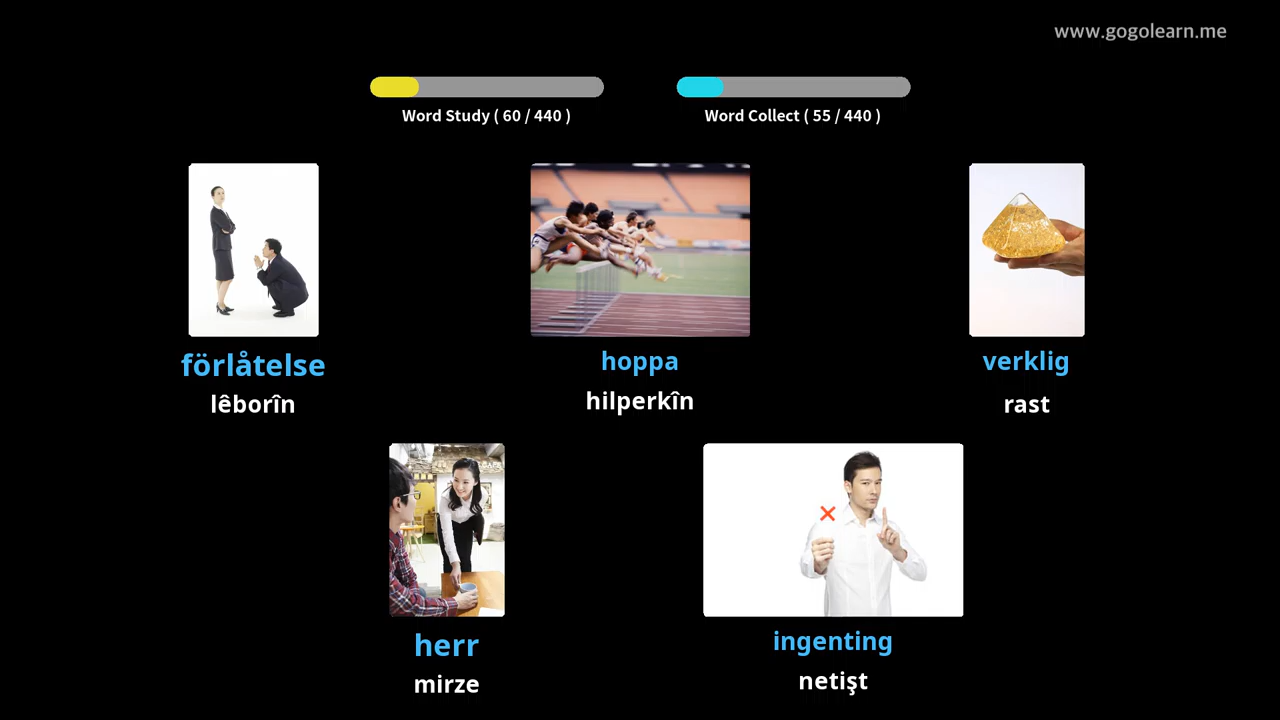 www.gogolearn.me
Word Study ( 60 / 440 )
Word Collect ( 55 / 440 )
förlåtelse
lêborîn
hoppa
hilperkîn
verklig
rast
herr
mirze
ingenting
netişt